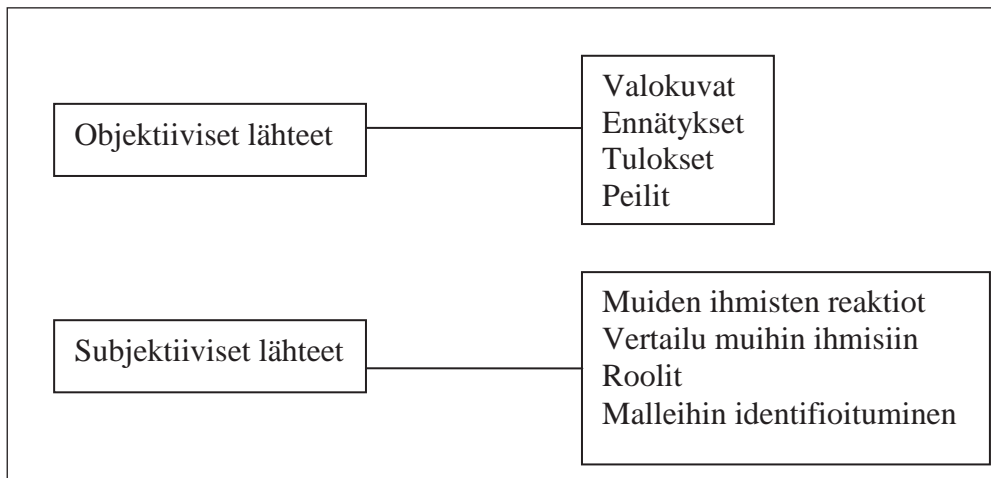 Objektiiviset lähteet
Valokuvat
Ennätykset
Tulokset
Peilit
Subjektiiviset lähteet
Muiden ihmisten reaktiot
Vertailu muihin ihmisiin
Roolit
Malleihin identifioituminen